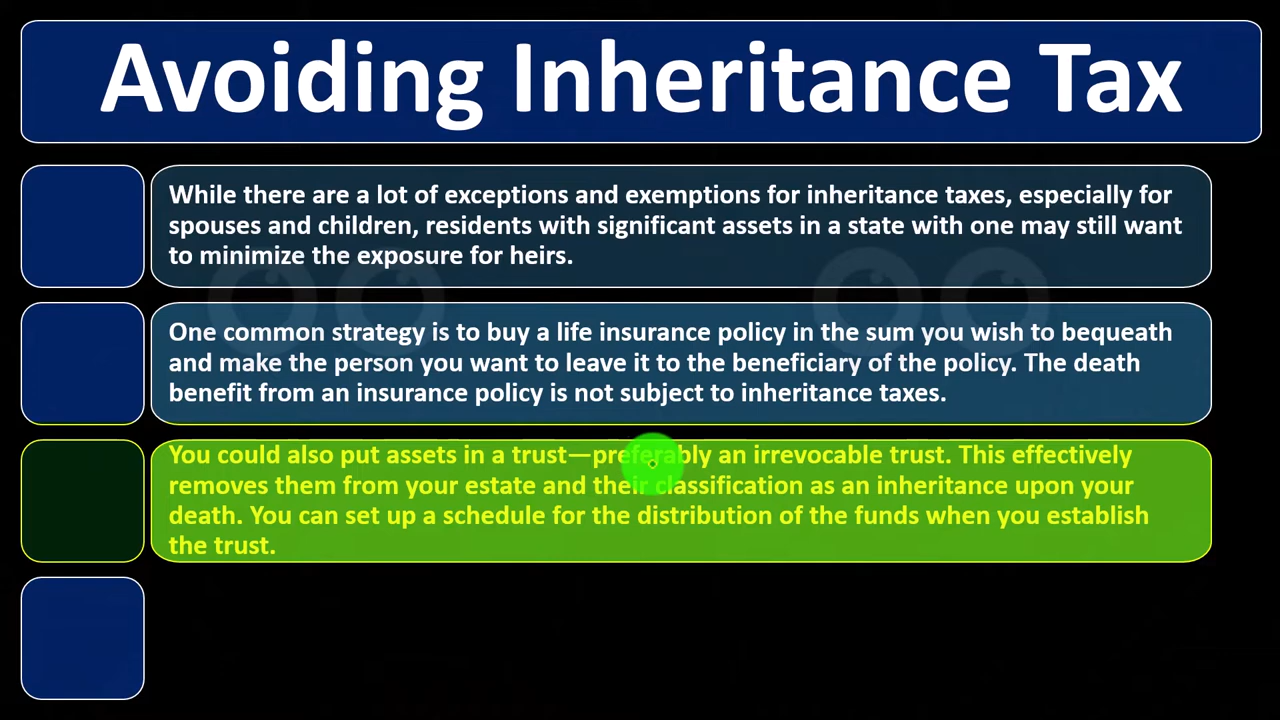 Avoiding Inheritance Tax
While there are a lot of exceptions and exemptions for inheritance taxes, especially for
spouses and children, residents with significant assets in a state with one may still want
to minimize the exposure for heirs.
One common strategy is to buy a life insurance policy in the sum you wish to bequeath
and make the person you want to leave it to the beneficiary of the policy. The death
benefit from an insurance policy is not subject to inheritance taxes.
You could also put assets in a trust—preferably an irrevocable trust. This effectively
removes them from your estate and their classification as an inheritance upon your
death. You can set up a schedule for the distribution of the funds when you establish
the trust.